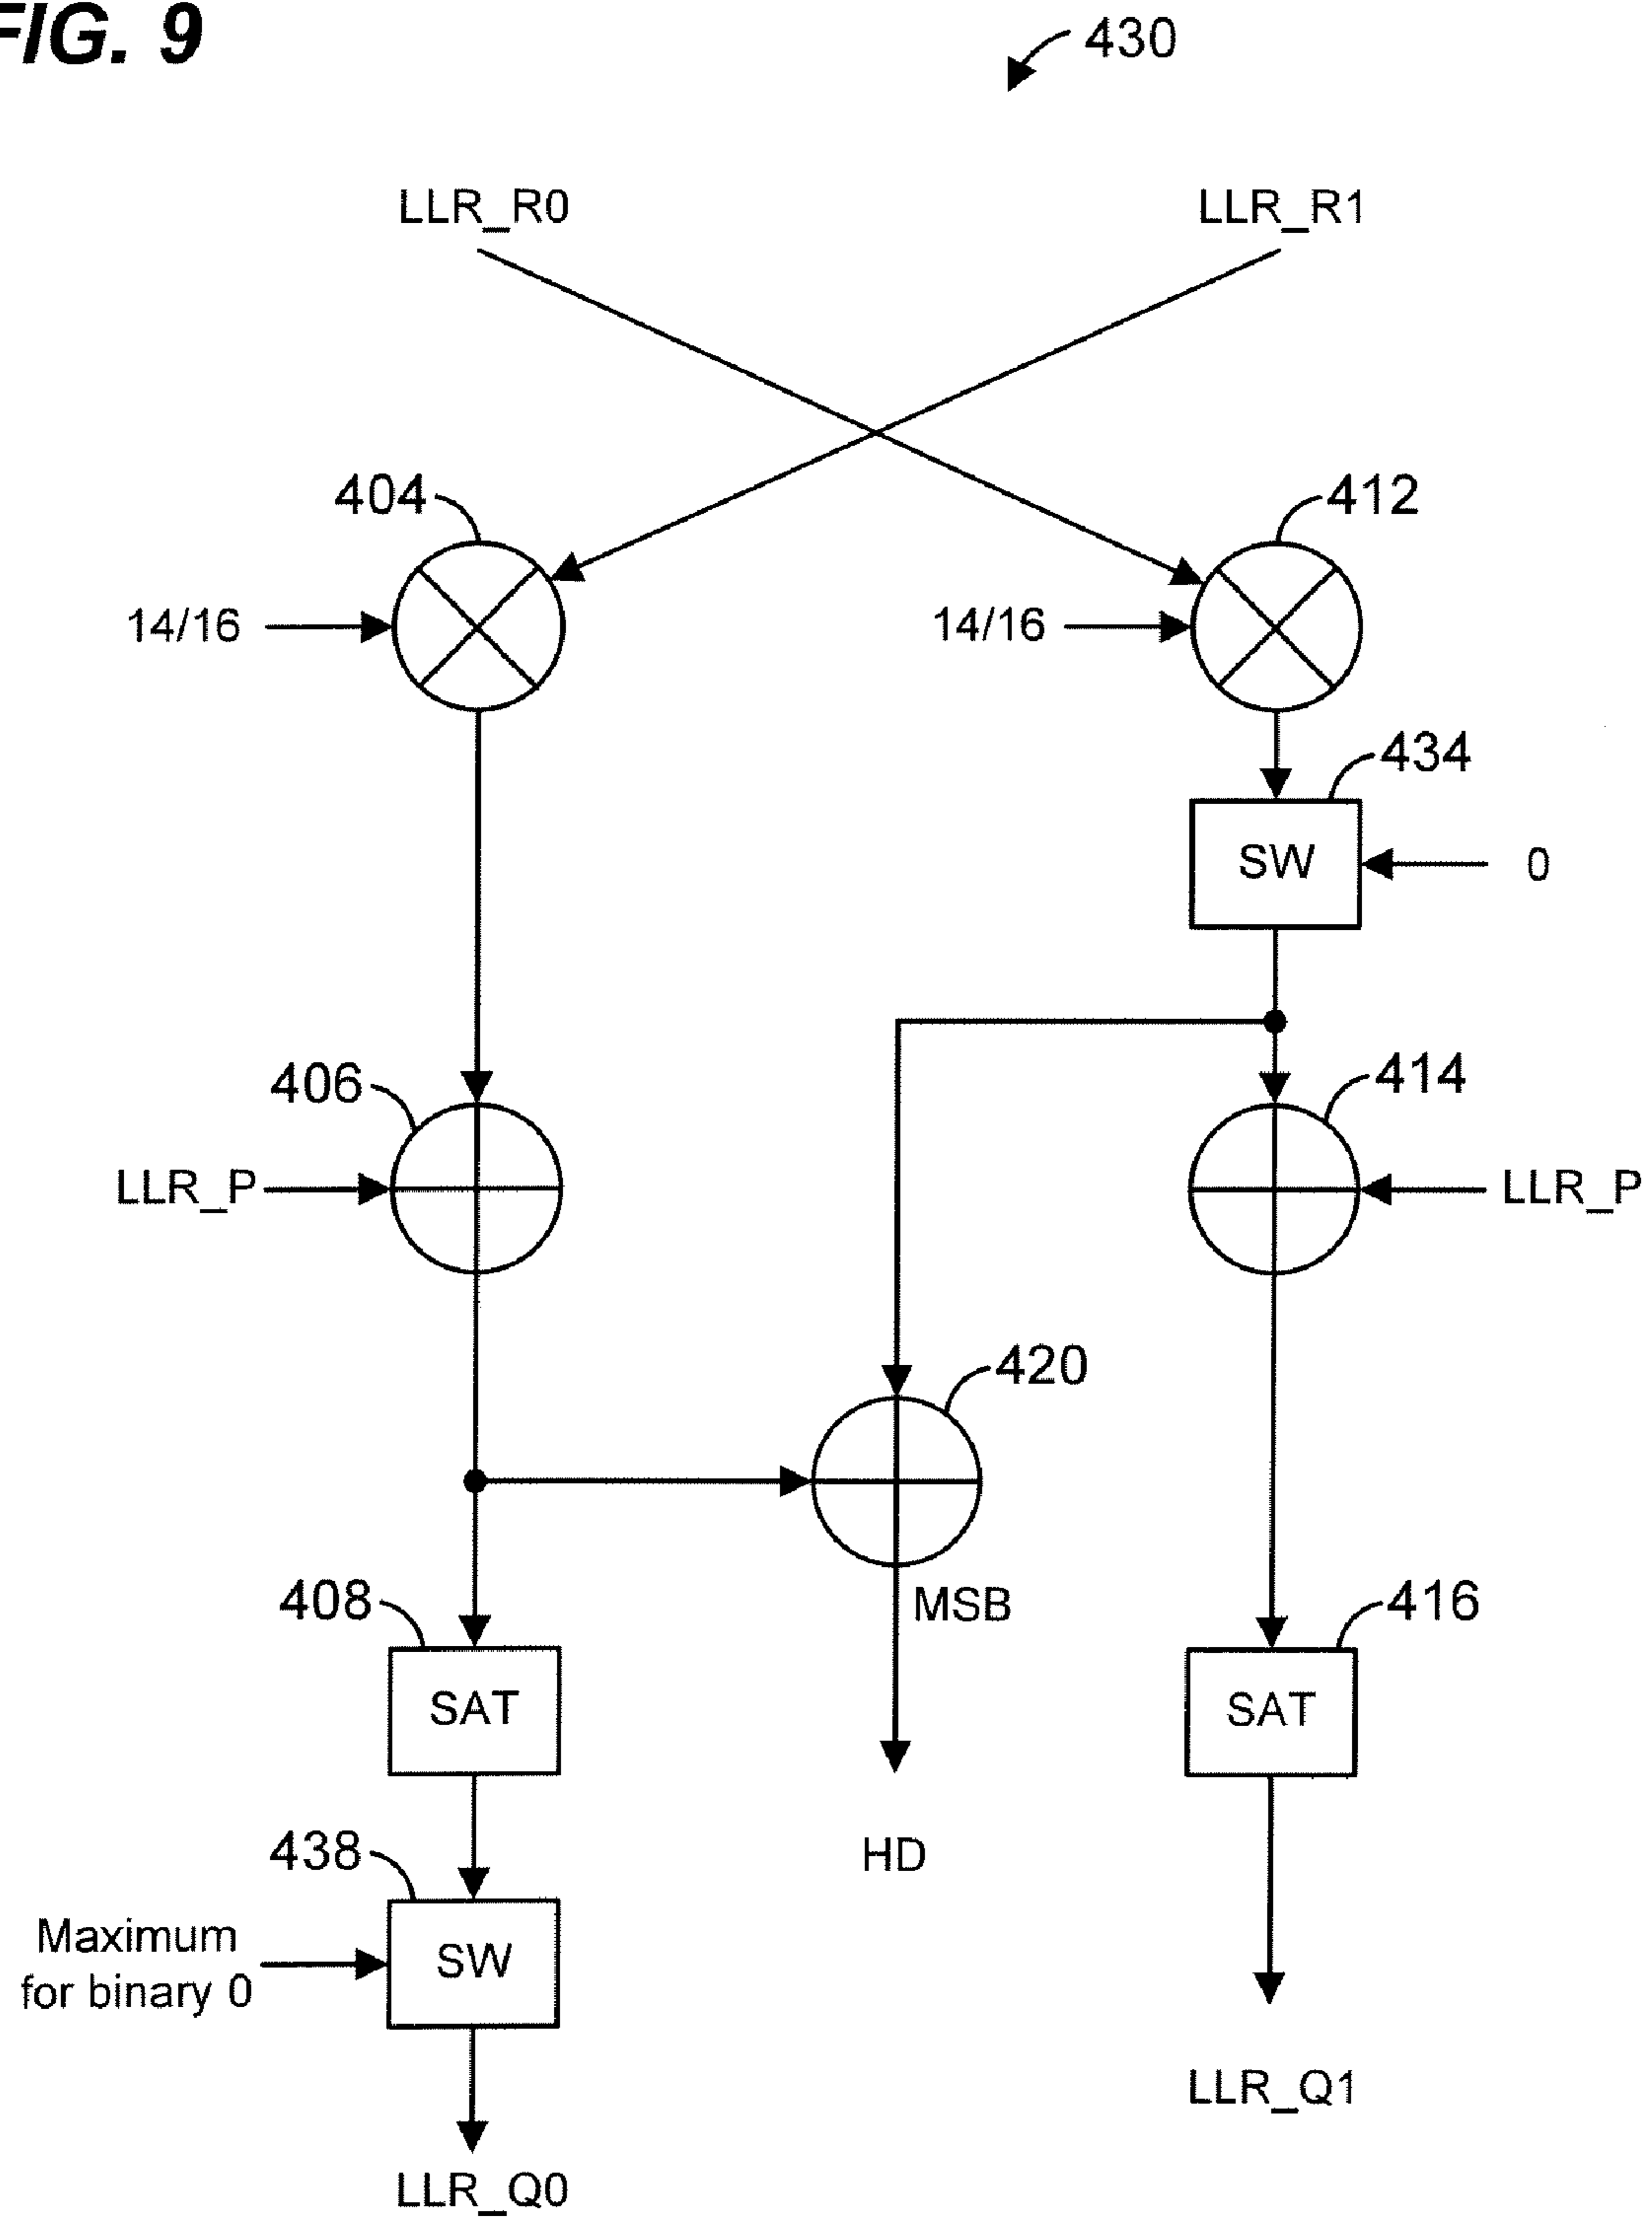 FIG. 9
430
LLR_R0
LLR_R1
404
412
14/16
14/16
434
SW
0
406
414
LLR_P
LLR_P
420
408
MSB
416
SAT
SAT
438
HD
Maximum
for binary 0
SW
LLR_Q1
LLR_Q0